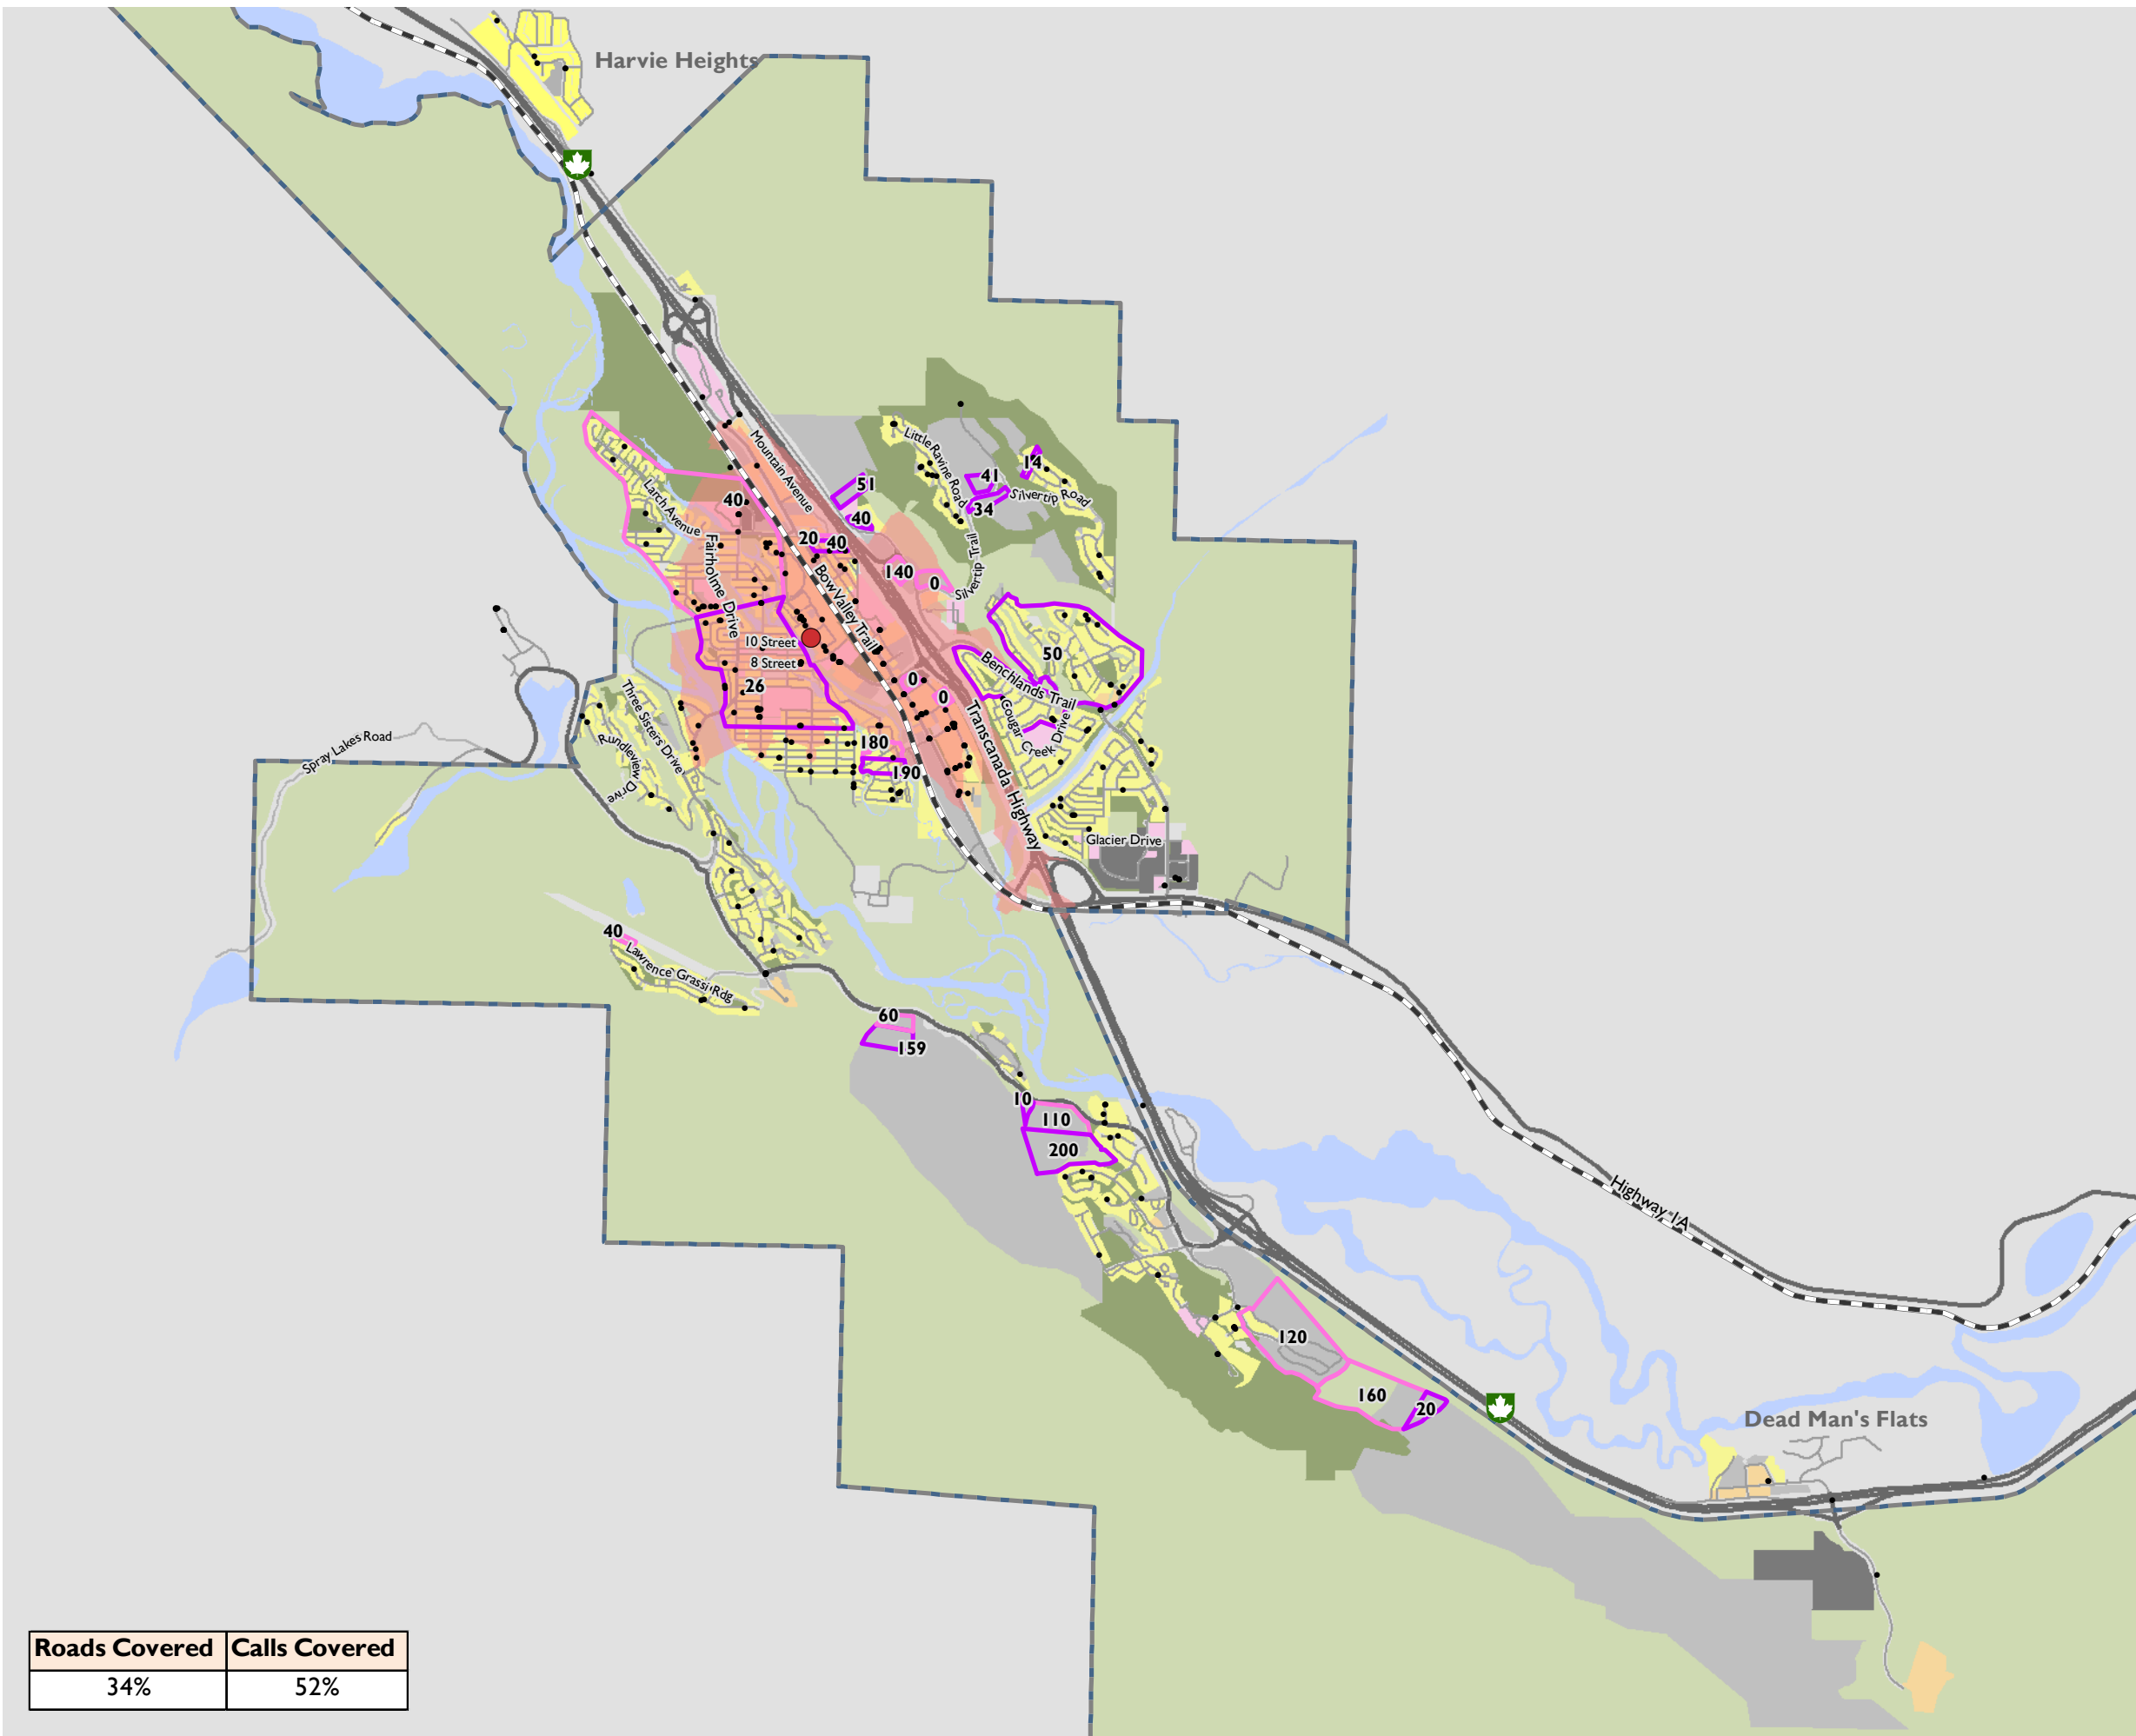 Harvie Heights
Mountain Avenue
Little Ravine Road
14
41
51
Silvertip Road
34
40
Larch Avenue
40
20
40
Fairholme Drive
Bow Valley Trail
Silvertip Trail
140
0
10 Street
8 Street
50
Benchlands Trail
26
0
0
Cougar Creek Drive
Transcanada Highway
Three Sisters Drive
Rundleview Drive
Spray Lakes Road
180
190
Glacier Drive
40
Lawrence Grassi Rdg
60
159
10
110
200
Highway 1A
120
160
20
Dead Man's Flats
Roads Covered
Calls Covered
34%
52%